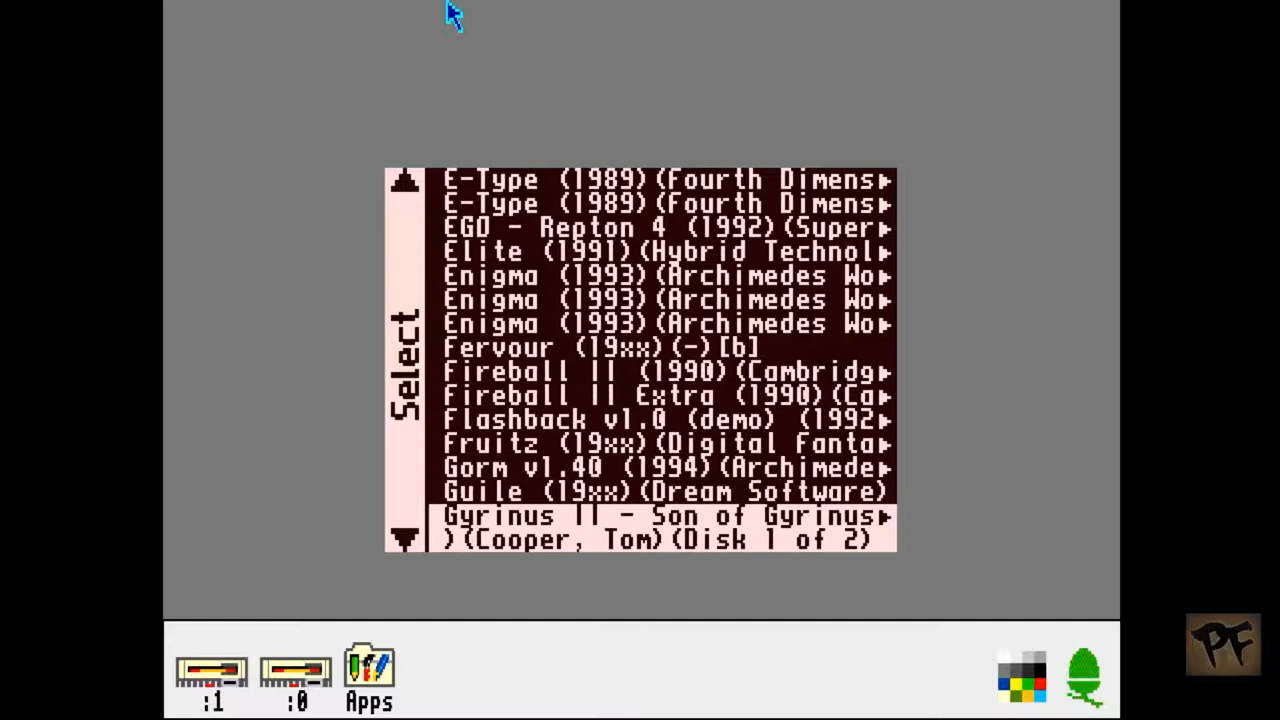 E-Type (1989)(Fourth Dimens
E-Type (1989)(Fourth Dimens
EGO - Repton 4 (1992)(Super
Elite (1991)(Hybrid Technol
Enigma (1993)(Archimedes Wo
Enigma (1993)(Archimedes Wo
Enigma (1993)(Archimedes Wo
Fervour (19xx)(-)[b]
Fireball II (1990)(Cambridg
Fireball II Extra (1990)(Ca
Flashback v1.0 (demo) (1992
Fruitz (19xx)(Digital Fanta
Gorm v1.40 (1994)(Archimede
Guile (19xx)(Dream Software)
Gyrinus II - Son of Gyrinus
)(Cooper, Tom)(Disk 1 of 2)
Select
:1
:0
Apps
PF